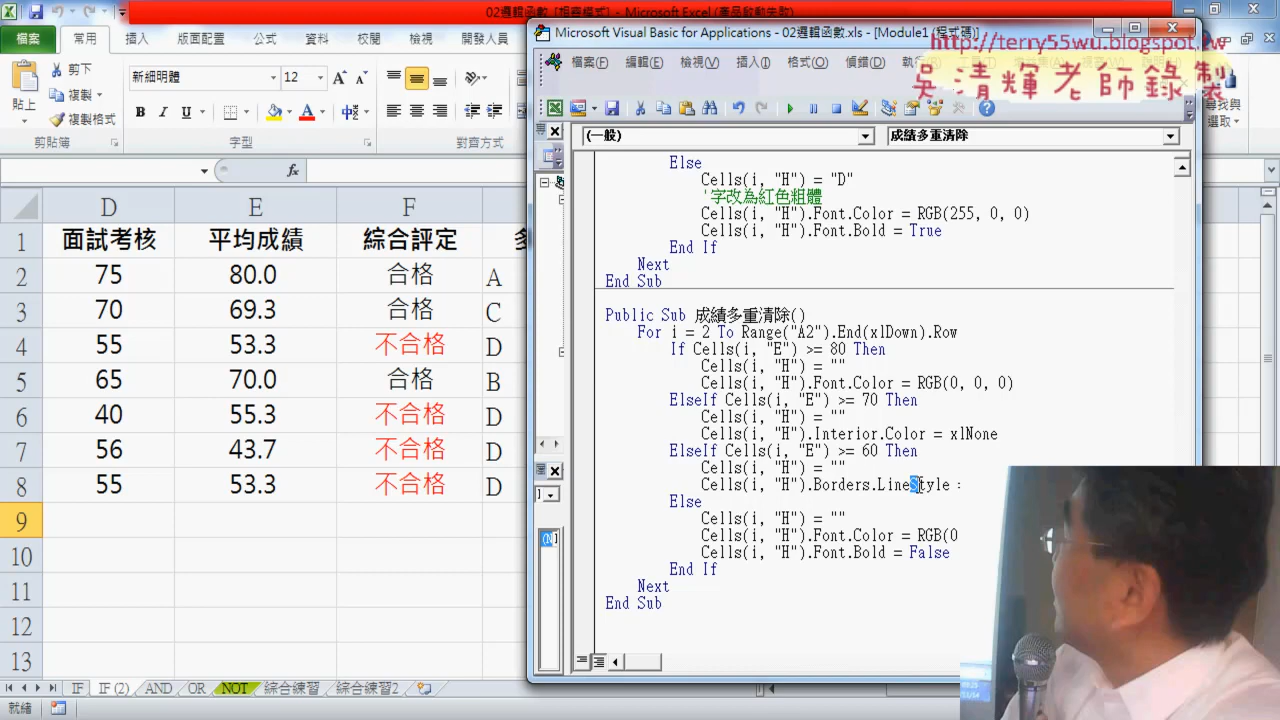 02邏輯函數 [相容模式] - Microsoft Excel (產品啟動失敗)
檔案 常用 插入 版面配置 公式 資料 校閱 檢視 開發人員
剪下
複製
複製格式
貼上
剪貼簿
新細明體 12
B I U
字型
對齊方式
尋找與
選取
fx
D E F
1 面試考核 平均成績 綜合評定
2 75 80.0 合格 A
3 70 69.3 合格 C
4 55 53.3 不合格 D
5 65 70.0 合格 B
6 40 55.3 不合格 D
7 56 43.7 不合格 D
8 55 53.3 不合格 D
9
10
11
12
13
IF IF (2) AND OR NOT 綜合練習 綜合練習2
就緒
Microsoft Visual Basic for Applications - 02邏輯函數.xls - [Module1 (程式碼)]
http://terry55wu.blogspot.tw
吳清輝老師錄製
檔案(F) 編輯(E) 檢視(V) 插入(I) 格式(O) 偵錯(D)
(一般) 成績多重清除
Else
Cells(i, "H") = "D"
'字改為紅色粗體
Cells(i, "H").Font.Color = RGB(255, 0, 0)
Cells(i, "H").Font.Bold = True
End If
Next
End Sub
Public Sub 成績多重清除()
For i = 2 To Range("A2").End(xlDown).Row
If Cells(i, "E") >= 80 Then
Cells(i, "H") = ""
Cells(i, "H").Font.Color = RGB(0, 0, 0)
ElseIf Cells(i, "E") >= 70 Then
Cells(i, "H") = ""
Cells(i, "H").Interior.Color = xlNone
ElseIf Cells(i, "E") >= 60 Then
Cells(i, "H") = ""
Cells(i, "H").Borders.LineStyle =
Else
Cells(i, "H") = ""
Cells(i, "H").Font.Color = RGB(0
Cells(i, "H").Font.Bold = False
End If
Next
End Sub